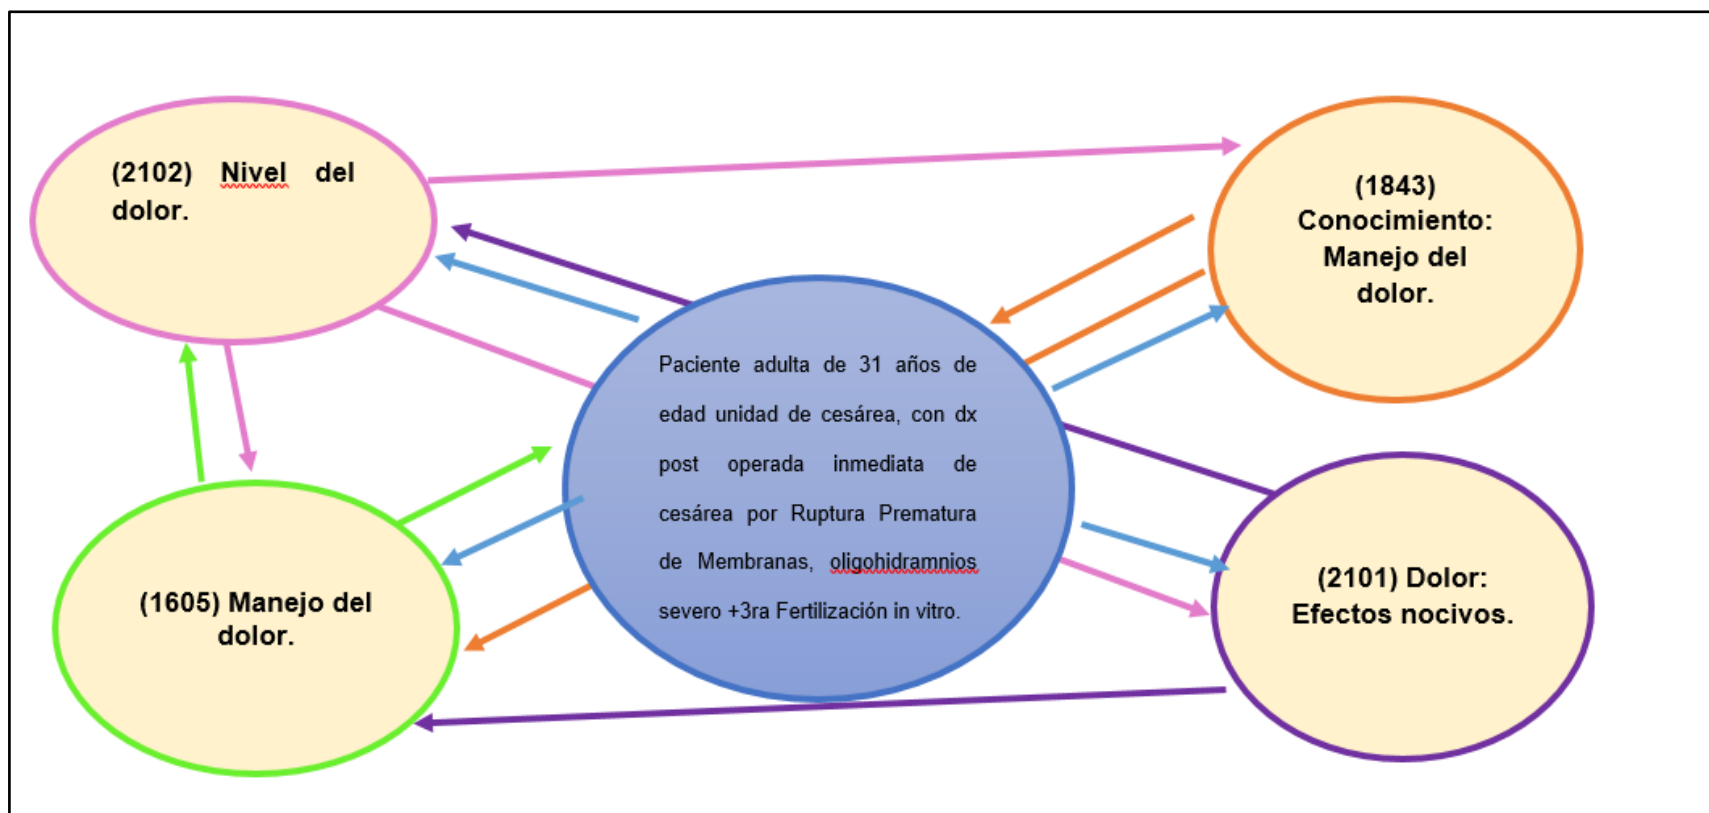 (2102) Nivel del
dolor.
(1843)
Conocimiento:
Manejo del
dolor.
Paciente adulta de 31 años de
edad unidad de cesárea, con dx
post operada inmediata de
cesárea por Ruptura Prematura
de Membranas, oligohidramnios
severo +3ra Fertilización in vitro.
(1605) Manejo del
dolor.
(2101) Dolor:
Efectos nocivos.